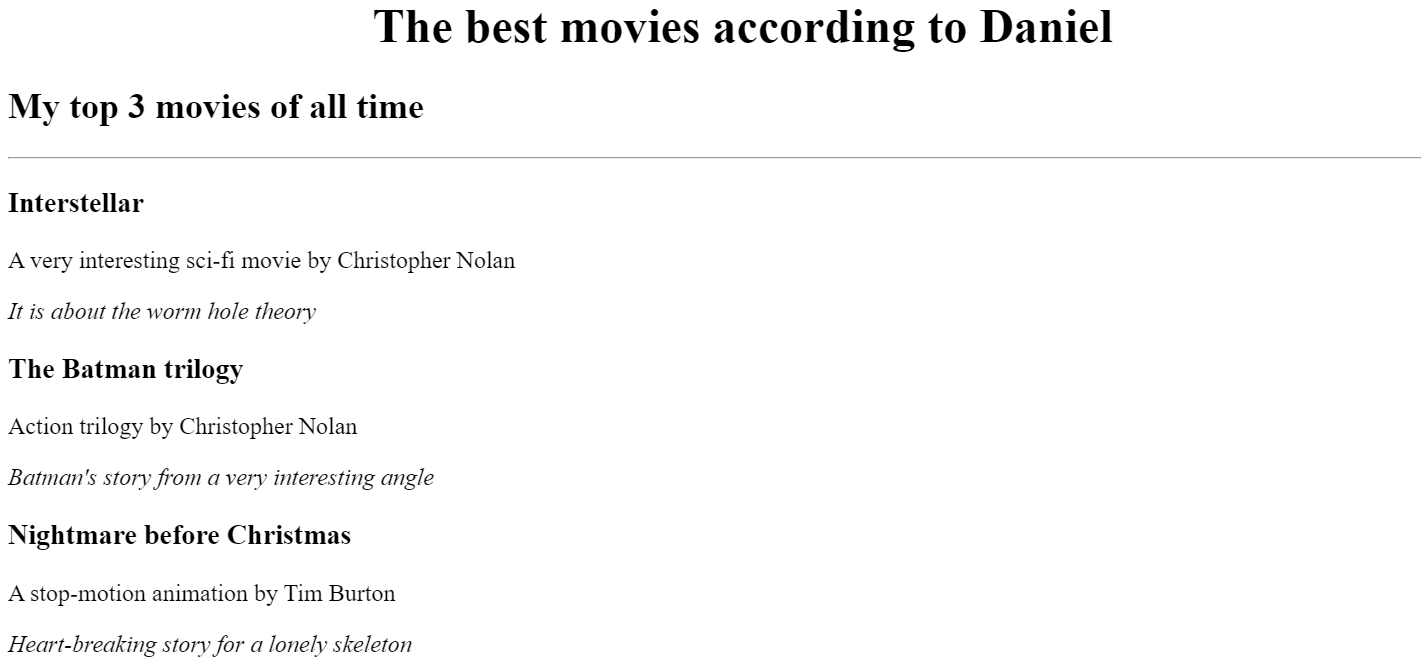 The best movies according to Daniel
My top 3 movies of all time
Interstellar
A very interesting sci-fi movie by Christopher Nolan
It is about the worm hole theory
The Batman trilogy
Action trilogy by Christopher Nolan
Batman's story from a very interesting angle
Nightmare before Christmas
A stop-motion animation by Tim Burton
Heart-breaking story for a lonely skeleton